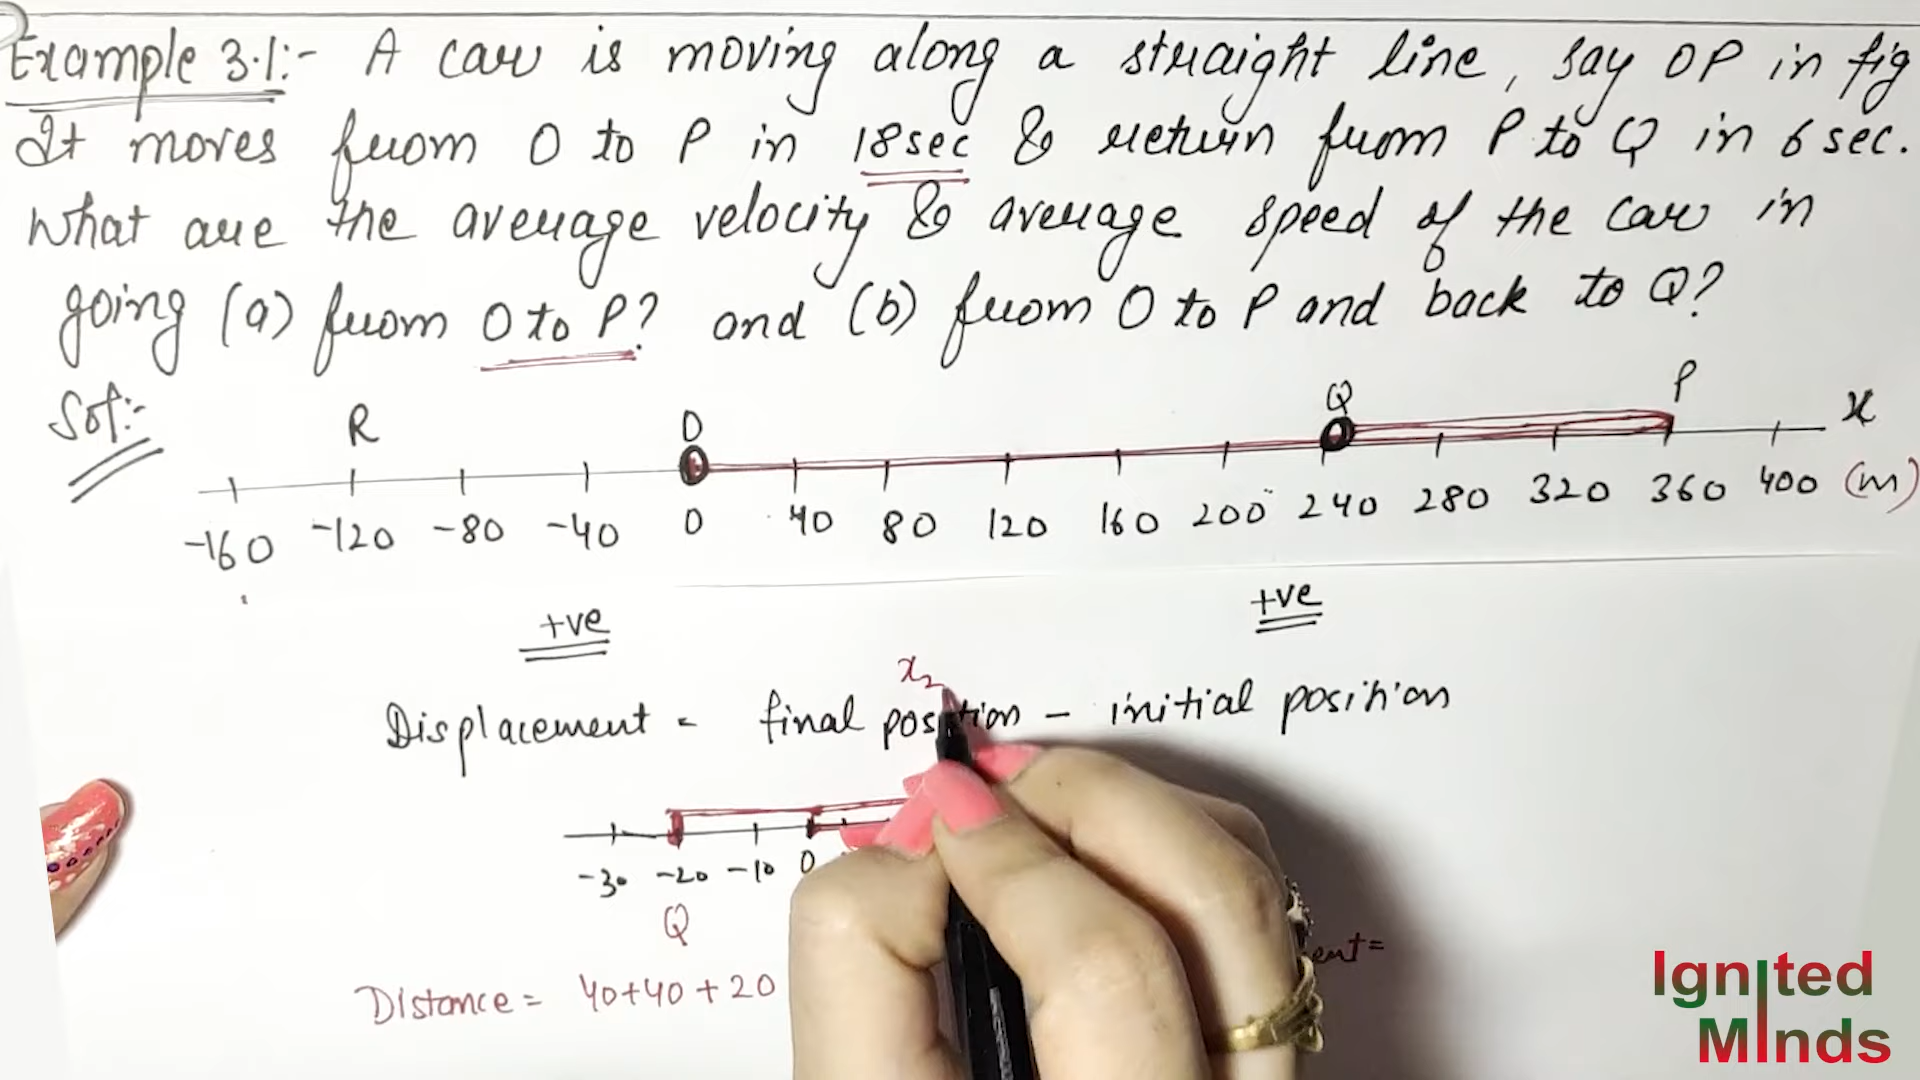 Example 3.1:- A car is moving along a straight line, say OP in fig
It moves from O to P in 18sec & return from P to Q in 6 sec.
What are the average velocity & average speed of the car in
going (a) from O to P? and (b) from O to P and back to Q?
Sol:-
R O Q P x
-160 -120 -80 -40 0 40 80 120 160 200 240 280 320 360 400 (m)
+ve +ve
x2
Displacement = final position - initial position
-30 -20 -10 0
Q
Distance = 40+40+20
Ignited
Minds